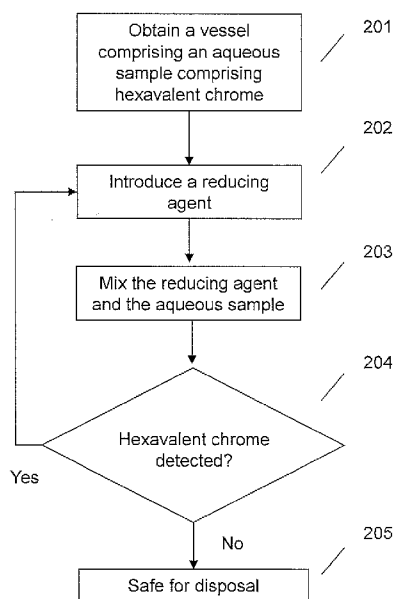 201
Obtain a vessel
comprising an aqueous
sample comprising
hexavalent chrome
202
Introduce a reducing
agent
203
Mix the reducing agent
and the aqueous sample
204
Hexavalent chrome
detected?
Yes
No
205
Safe for disposal